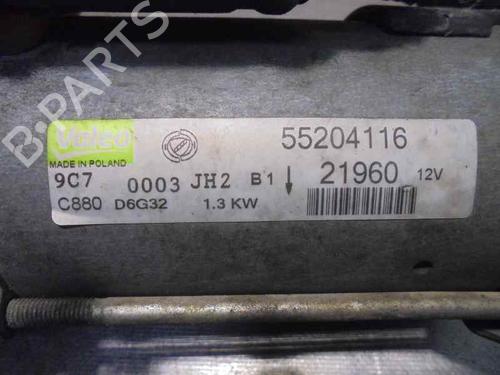 B-PARTS
Valeo
MADE IN POLAND
55204116
9C7 0003 JH2 B1 21960 12V
C880 D6G32 1.3 KW